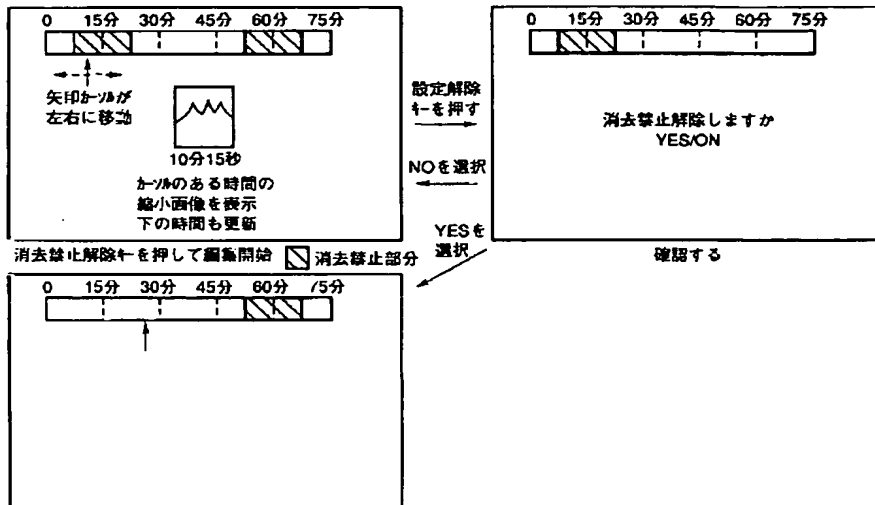 0 15分 30分 45分 60分 75分
矢印カーソルが
左右に移動
10分15秒
カーソルのある時間の
縮小画像を表示
下の時間も更新
設定解除
キーを押す
NOを選択
YESを
選択
0 15分 30分 45分 60分 75分
消去禁止解除しますか
YES/ON
消去禁止解除キーを押して編集開始
消去禁止部分
確認する
0 15分 30分 45分 60分 75分